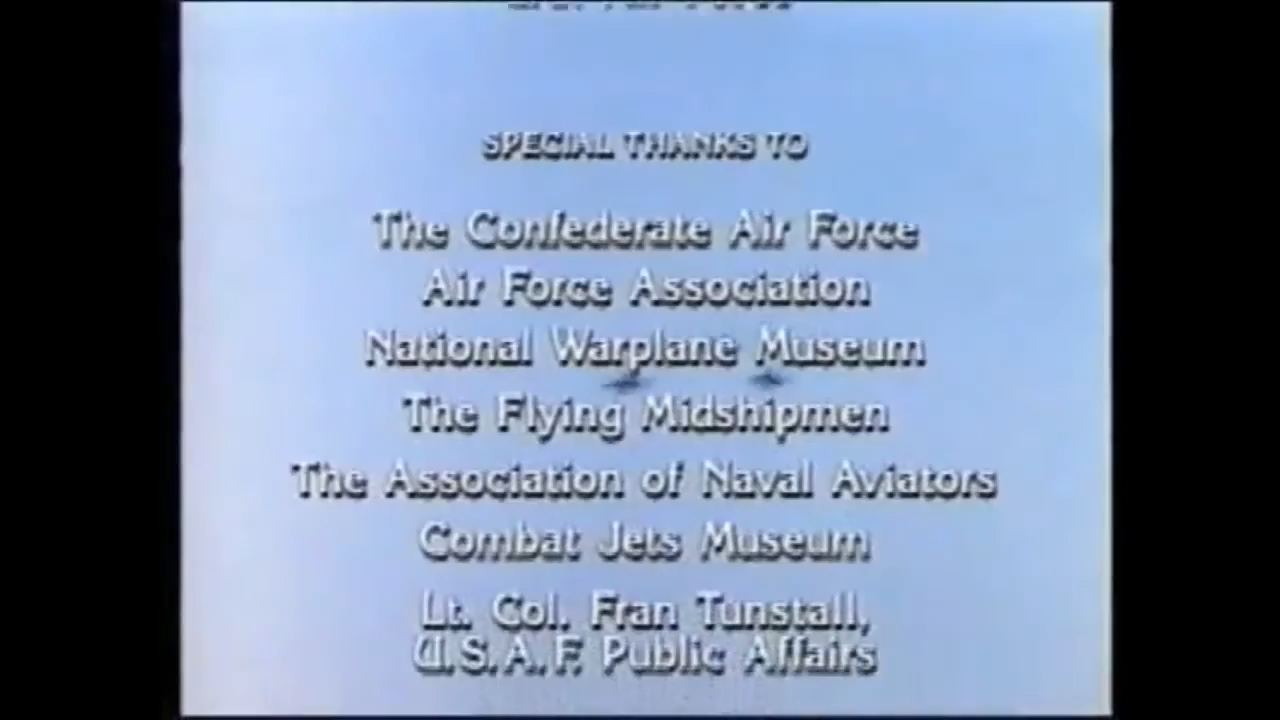 SPECIAL THANKS TO
The Confederate Air Force
Air Force Association
National Warplane Museum
The Flying Midshipmen
The Association of Naval Aviators
Combat Jets Museum
Lt. Col. Fran Tunstall,
U.S.A.F. Public Affairs